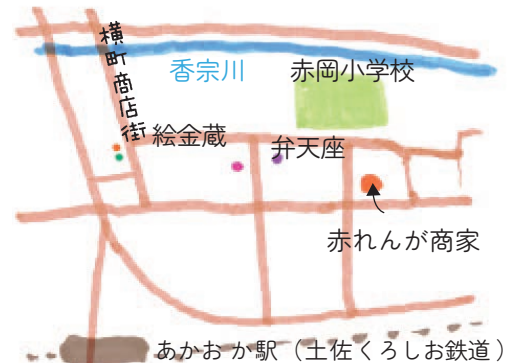 横町商店街
香宗川
赤岡小学校
絵金蔵
弁天座
赤れんが商家
あかおか駅（土佐くろしお鉄道）